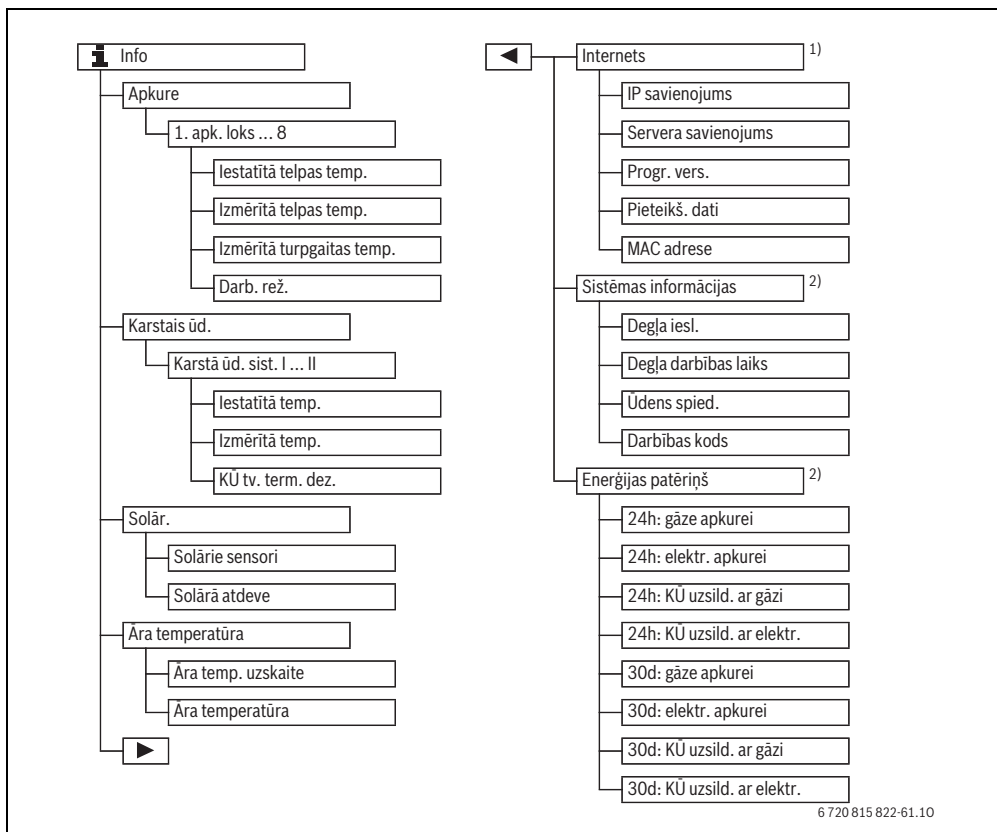 Info
Apkure
1. apk. loks ... 8
Iestatītā telpas temp.
Izmērītā telpas temp.
Izmērītā turpgaitas temp.
Darb. rež.
Karstais ūd.
Karstā ūd. sist. I ... II
Iestatītā temp.
Izmērītā temp.
KŪ tv. term. dez.
Solār.
Solārie sensori
Solārā atdeve
Āra temperatūra
Āra temp. uzskaite
Āra temperatūra
Internets 1)
IP savienojums
Servera savienojums
Progr. vers.
Pieteikš. dati
MAC adrese
Sistēmas informācijas 2)
Degļa iesl.
Degļa darbības laiks
Ūdens spied.
Darbības kods
Enerģijas patēriņš 2)
24h: gāze apkurei
24h: elektr. apkurei
24h: KŪ uzsild. ar gāzi
24h: KŪ uzsild. ar elektr.
30d: gāze apkurei
30d: elektr. apkurei
30d: KŪ uzsild. ar gāzi
30d: KŪ uzsild. ar elektr.
6 720 815 822-61.1O